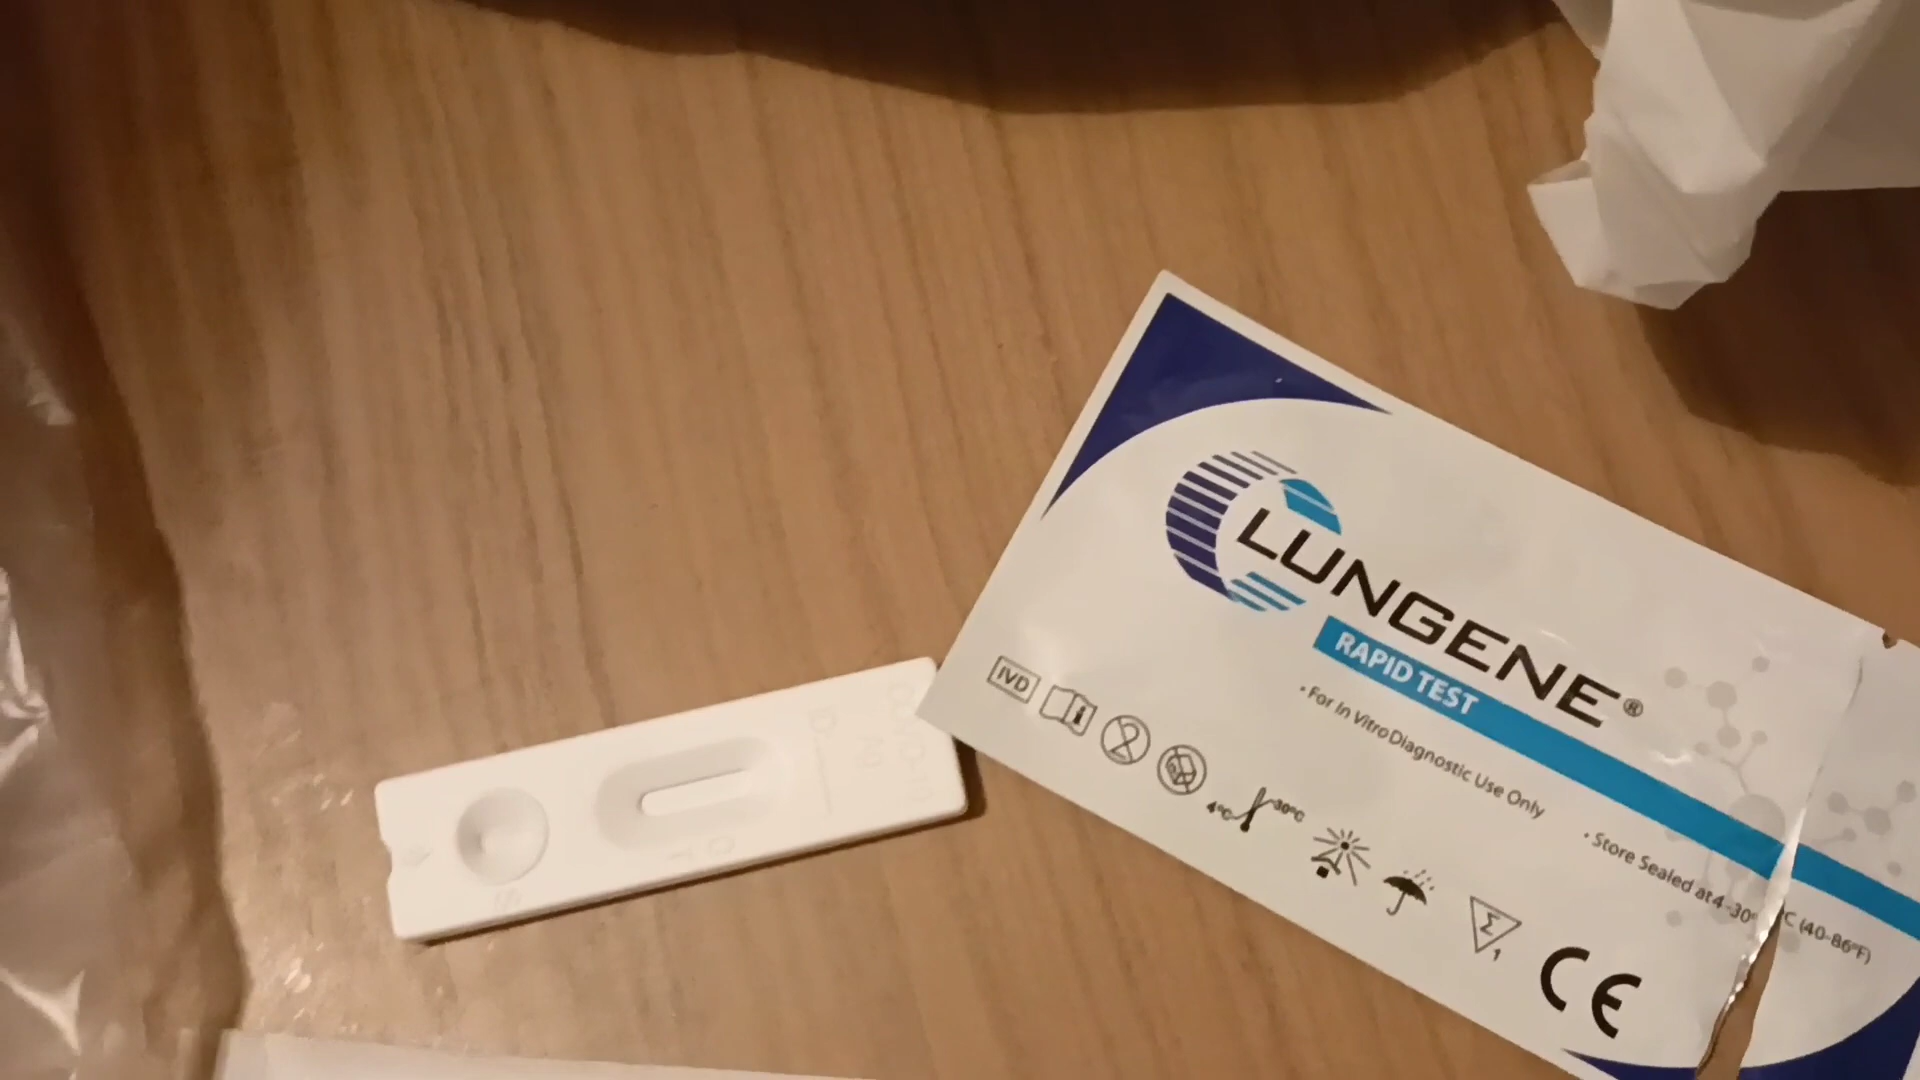 LUNGENE®
RAPID TEST
• For In Vitro Diagnostic Use Only
• Store Sealed at 4-30°C (40-86°F)
IVD
4°C
30°C
Σ
1
CE
C
T